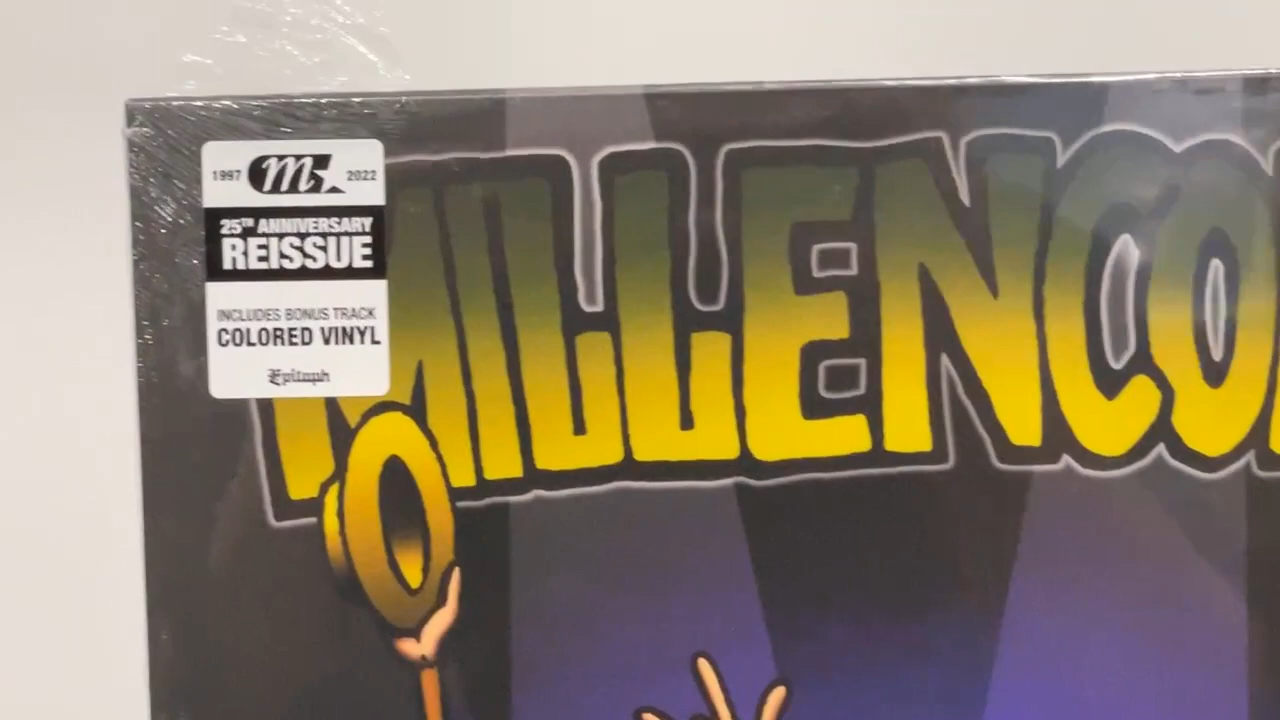 1997 m 2022
25TH ANNIVERSARY
REISSUE
INCLUDES BONUS TRACK
COLORED VINYL
Epitaph
MILLENCO